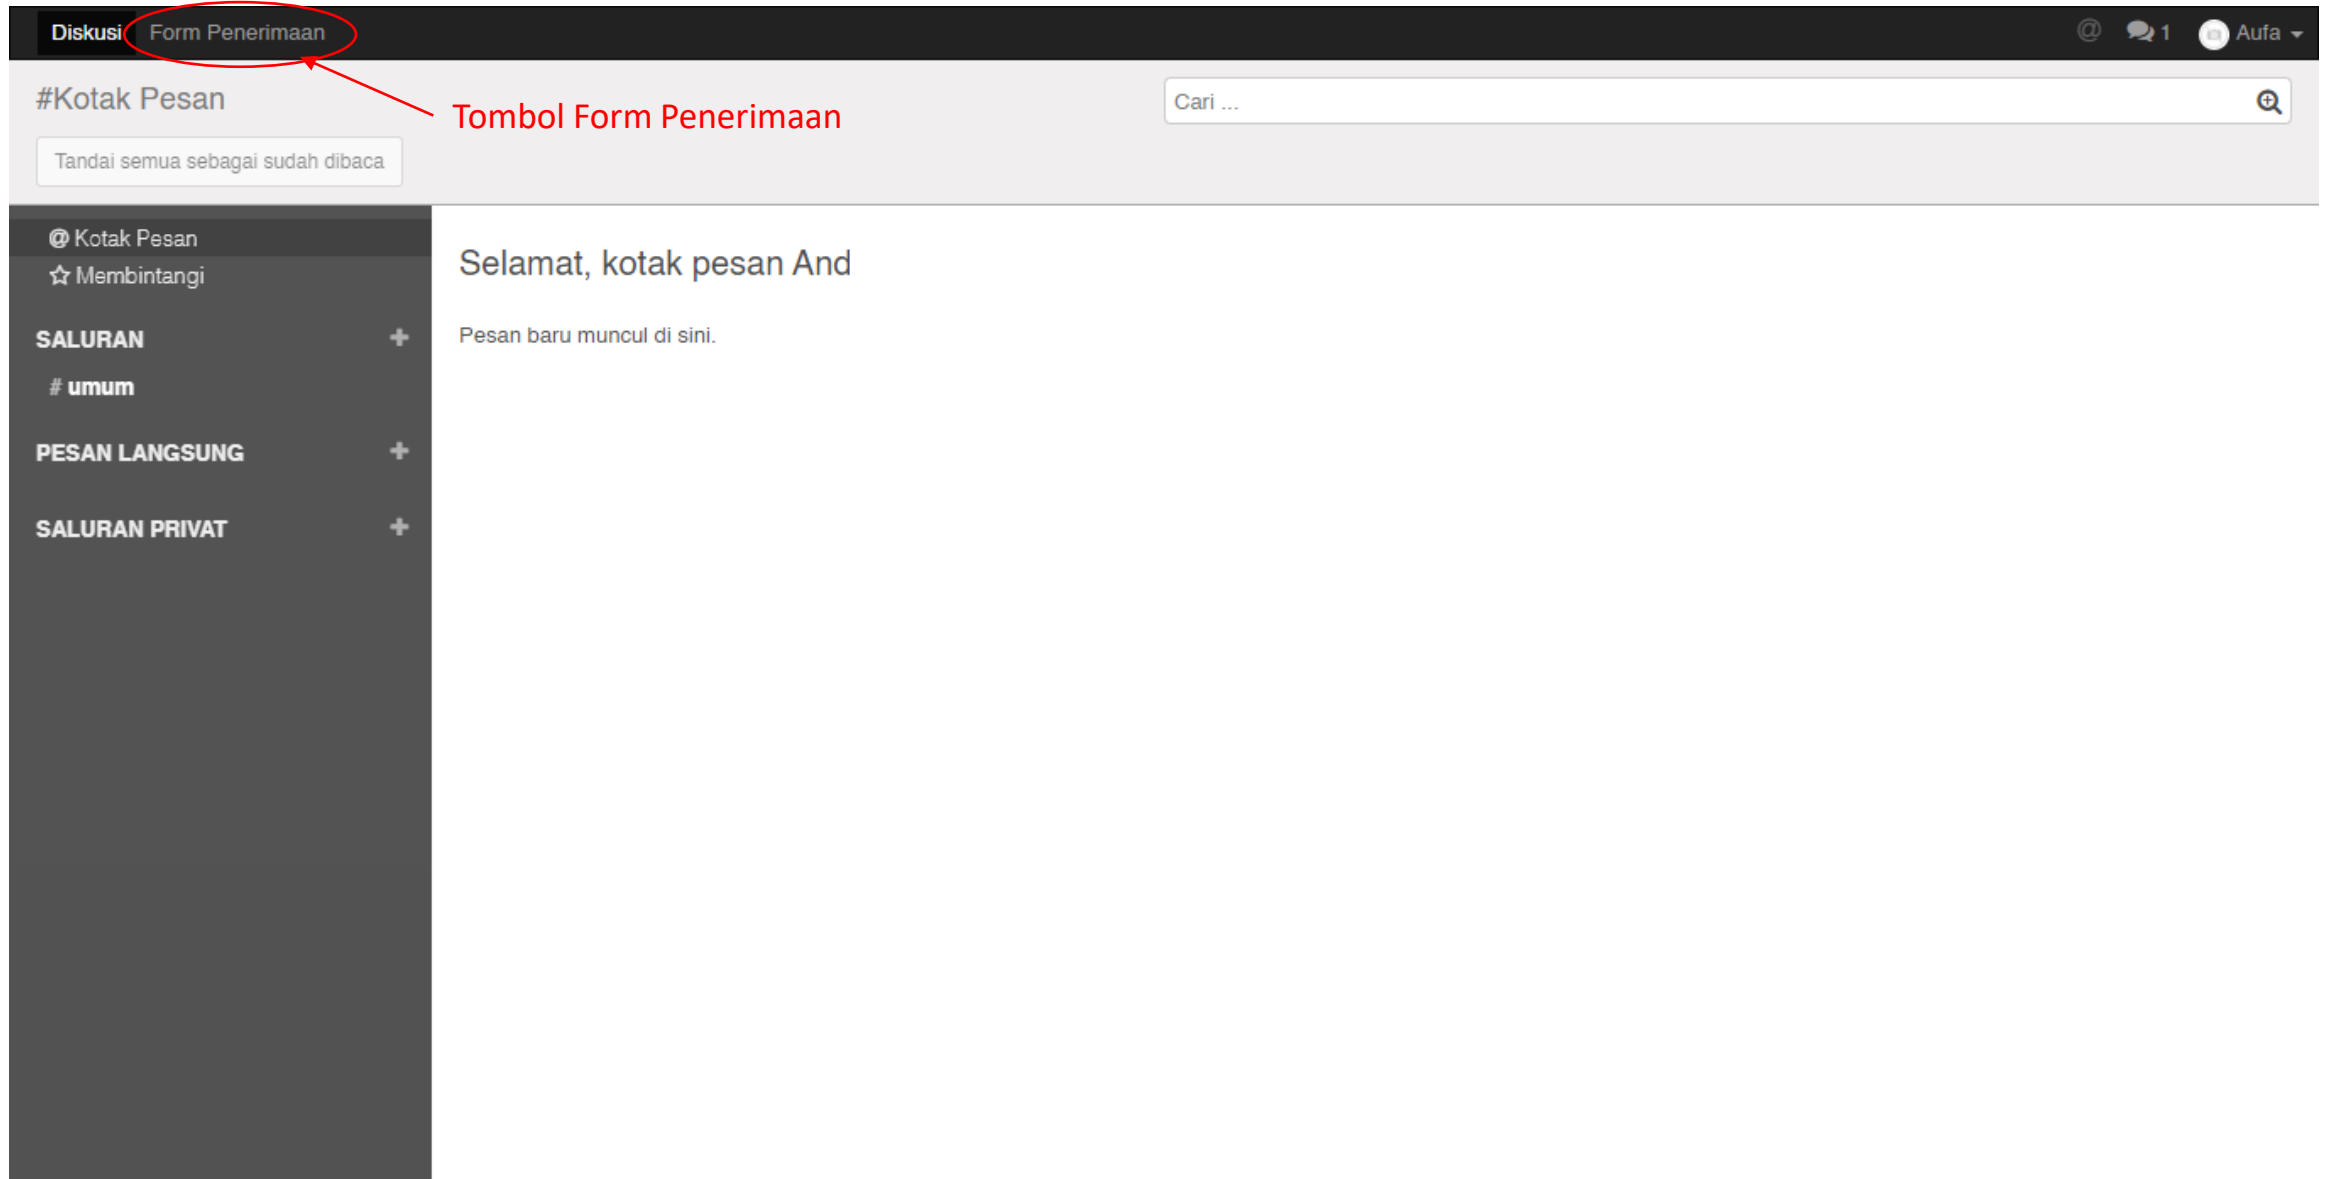 Diskusi Form Penerimaan @ 1 Aufa
#Kotak Pesan
Cari ...
Tombol Form Penerimaan
Tandai semua sebagai sudah dibaca
@ Kotak Pesan
Membintangi
SALURAN +
# umum
PESAN LANGSUNG +
SALURAN PRIVAT +
Selamat, kotak pesan And
Pesan baru muncul di sini.